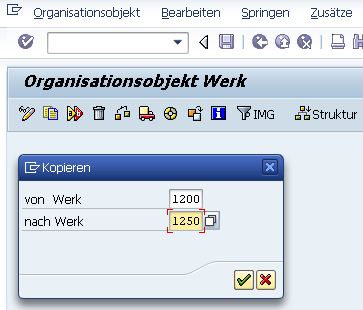 Organisationsobjekt Bearbeiten Springen Zusätze
Organisationsobjekt Werk
IMG Struktur
Kopieren
von Werk 1200
nach Werk 1250